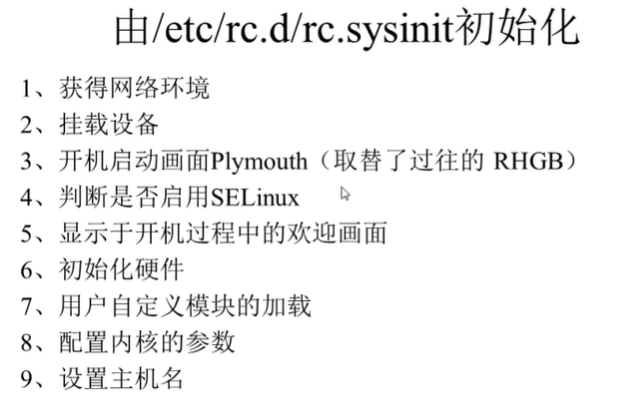 由/etc/rc.d/rc.sysinit初始化
1、获得网络环境
2、挂载设备
3、开机启动画面Plymouth（取替了过往的 RHGB）
4、判断是否启用SELinux
5、显示于开机过程中的欢迎画面
6、初始化硬件
7、用户自定义模块的加载
8、配置内核的参数
9、设置主机名